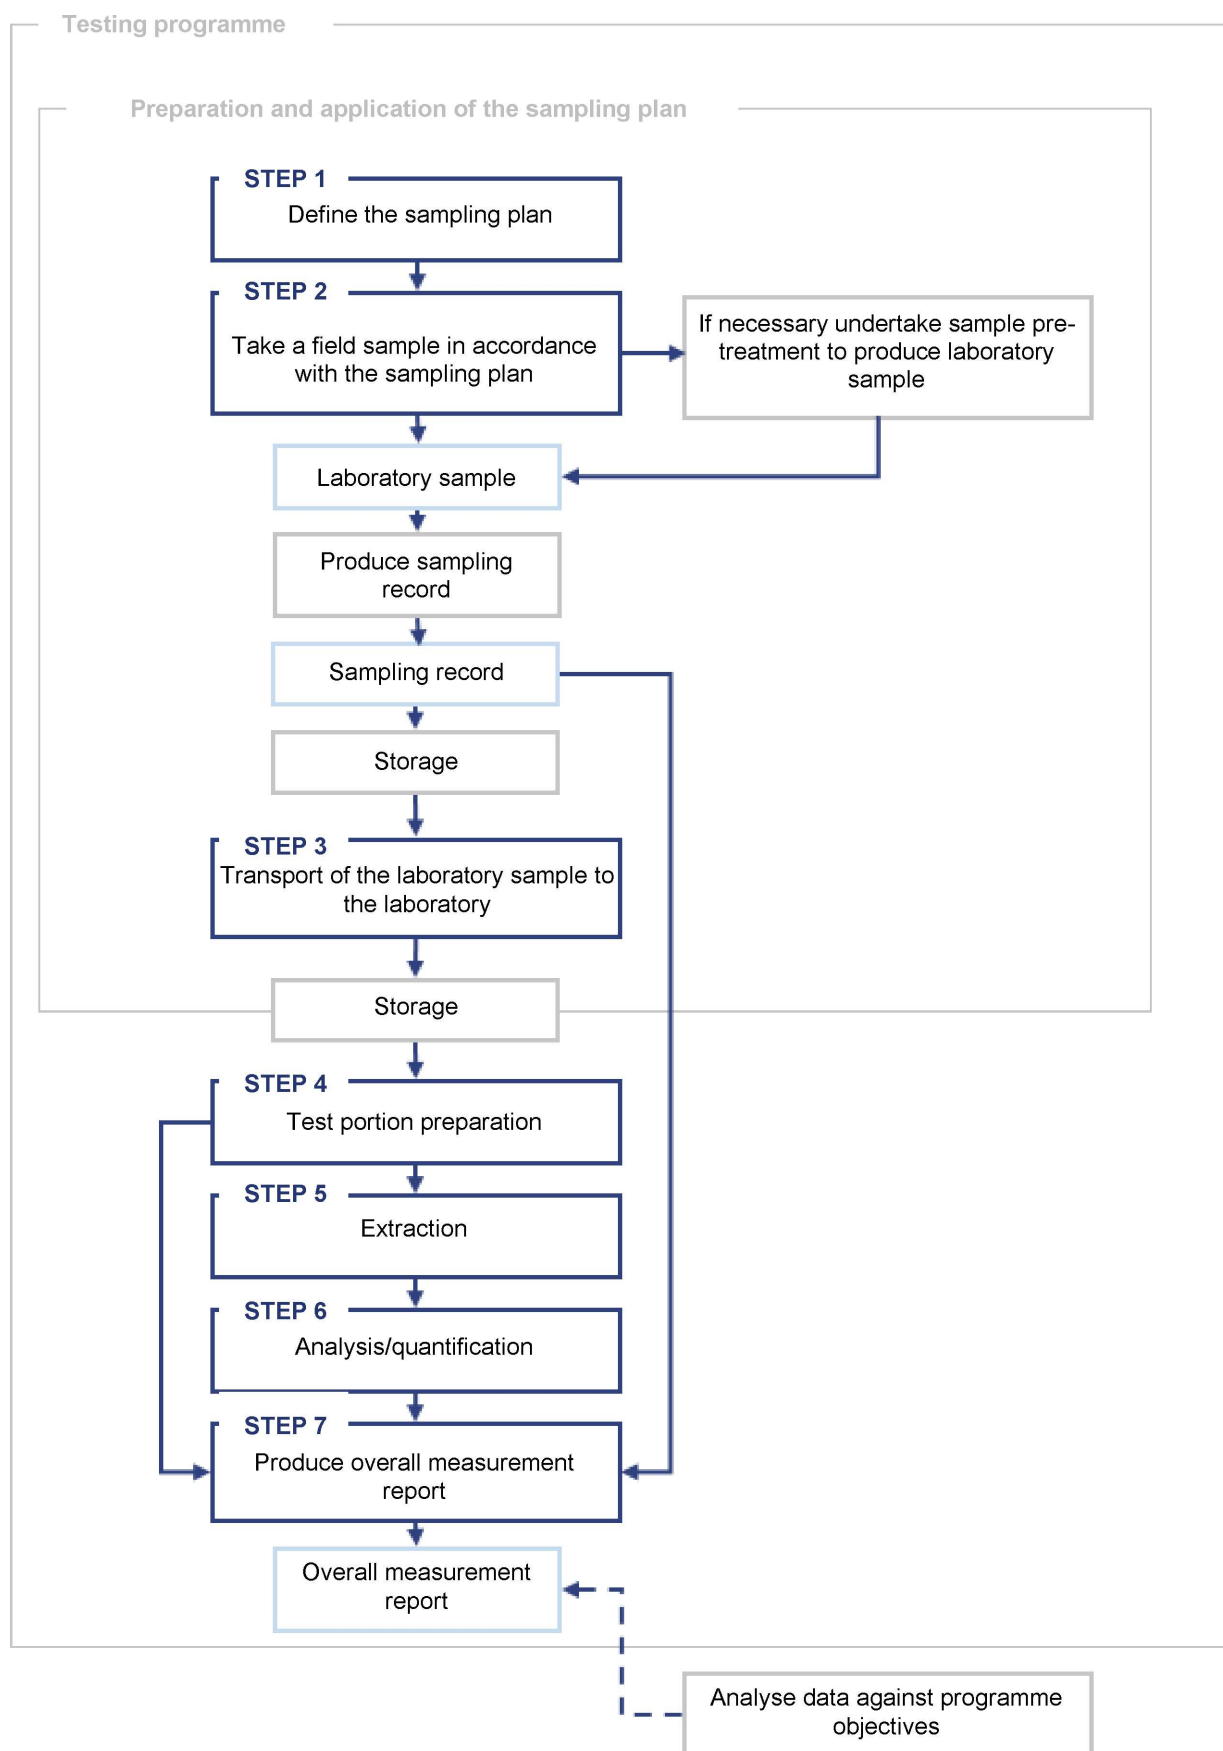 Testing programme
Preparation and application of the sampling plan
STEP 1
Define the sampling plan
STEP 2
Take a field sample in accordance
with the sampling plan
If necessary undertake sample pre-
treatment to produce laboratory
sample
Laboratory sample
Produce sampling
record
Sampling record
Storage
STEP 3
Transport of the laboratory sample to
the laboratory
Storage
STEP 4
Test portion preparation
STEP 5
Extraction
STEP 6
Analysis/quantification
STEP 7
Produce overall measurement
report
Overall measurement
report
Analyse data against programme
objectives